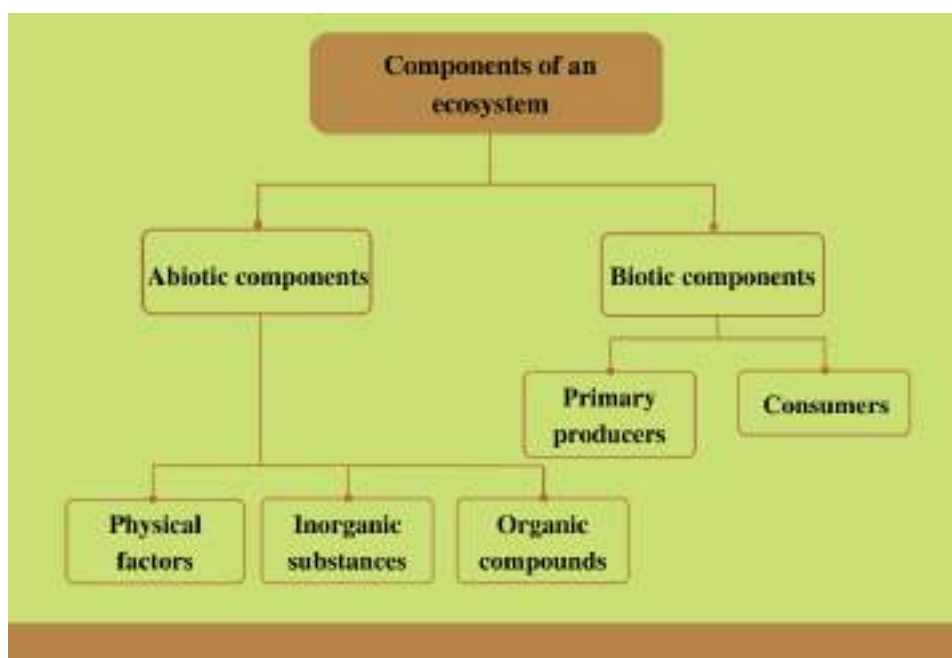 Components of an
ecosystem
Abiotic components
Biotic components
Primary
producers
Consumers
Physical
factors
Inorganic
substances
Organic
compounds